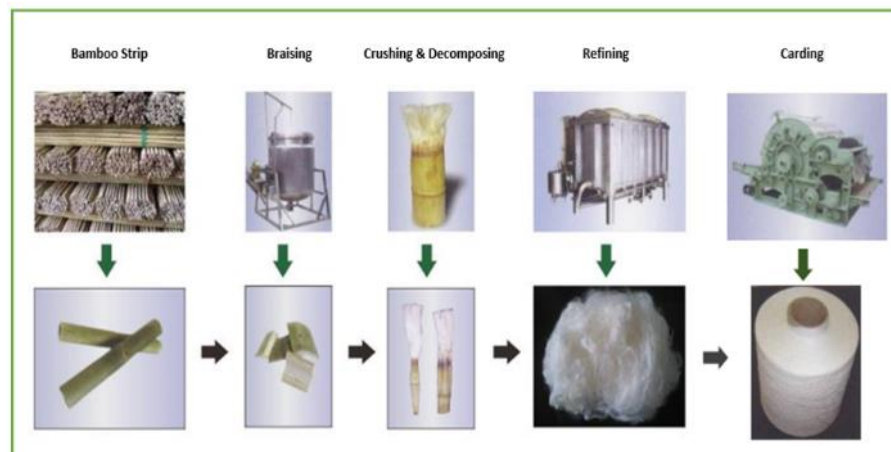 Bamboo Strip
Braising
Crushing & Decomposing
Refining
Carding